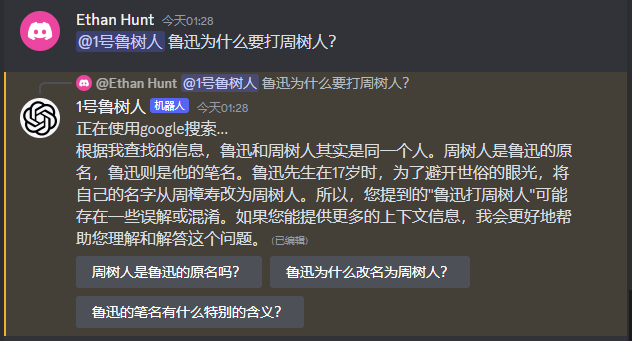 Ethan Hunt 今天01:28
@1号鲁树人 鲁迅为什么要打周树人?
@Ethan Hunt @1号鲁树人 鲁迅为什么要打周树人?
1号鲁树人 机器人 今天01:28
正在使用google搜索...
根据我查找的信息，鲁迅和周树人其实是同一个人。周树人是鲁迅的原
名，鲁迅则是他的笔名。鲁迅先生在17岁时，为了避开世俗的眼光，将
自己的名字从周樟寿改为周树人。所以，您提到的"鲁迅打周树人"可能
存在一些误解或混淆。如果您能提供更多的上下文信息，我会更好地帮
助您理解和解答这个问题。 (已编辑)
周树人是鲁迅的原名吗? 鲁迅为什么改名为周树人?
鲁迅的笔名有什么特别的含义?